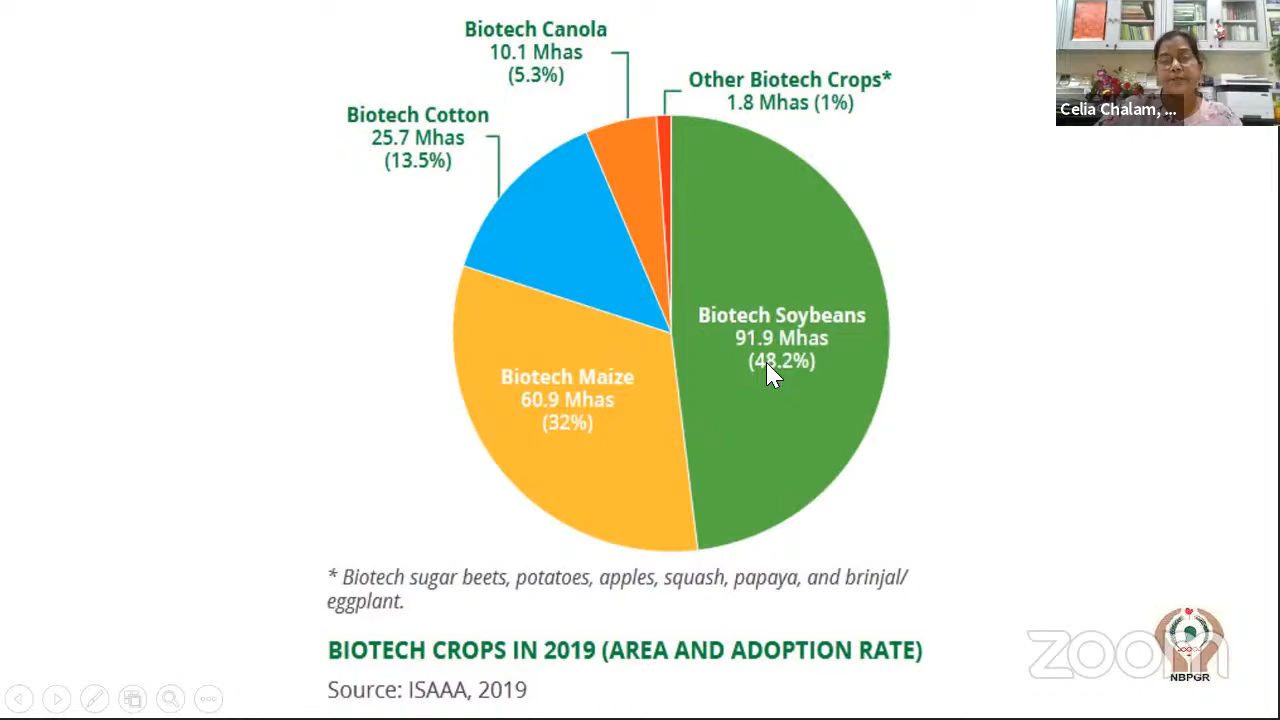 Biotech Canola
10.1 Mhas
(5.3%)
Other Biotech Crops*
1.8 Mhas (1%)
Celia Chalam, ...
Biotech Cotton
25.7 Mhas
(13.5%)
Biotech Soybeans
91.9 Mhas
(48.2%)
Biotech Maize
60.9 Mhas
(32%)
* Biotech sugar beets, potatoes, apples, squash, papaya, and brinjal/
eggplant.
BIOTECH CROPS IN 2019 (AREA AND ADOPTION RATE)
Source: ISAAA, 2019
zoom
NBPGR